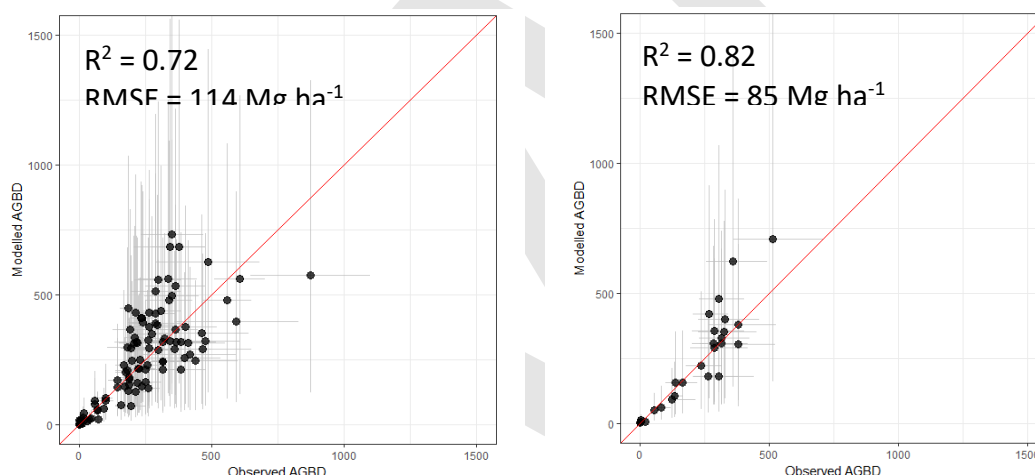 R² = 0.72
RMSE = 114 Mg ha⁻¹
1500
1000
500
0
Modelled AGBD
0
500
1000
1500
Observed AGBD
R² = 0.82
RMSE = 85 Mg ha⁻¹
1500
1000
500
0
Modelled AGBD
0
500
1000
150
Observed AGBD